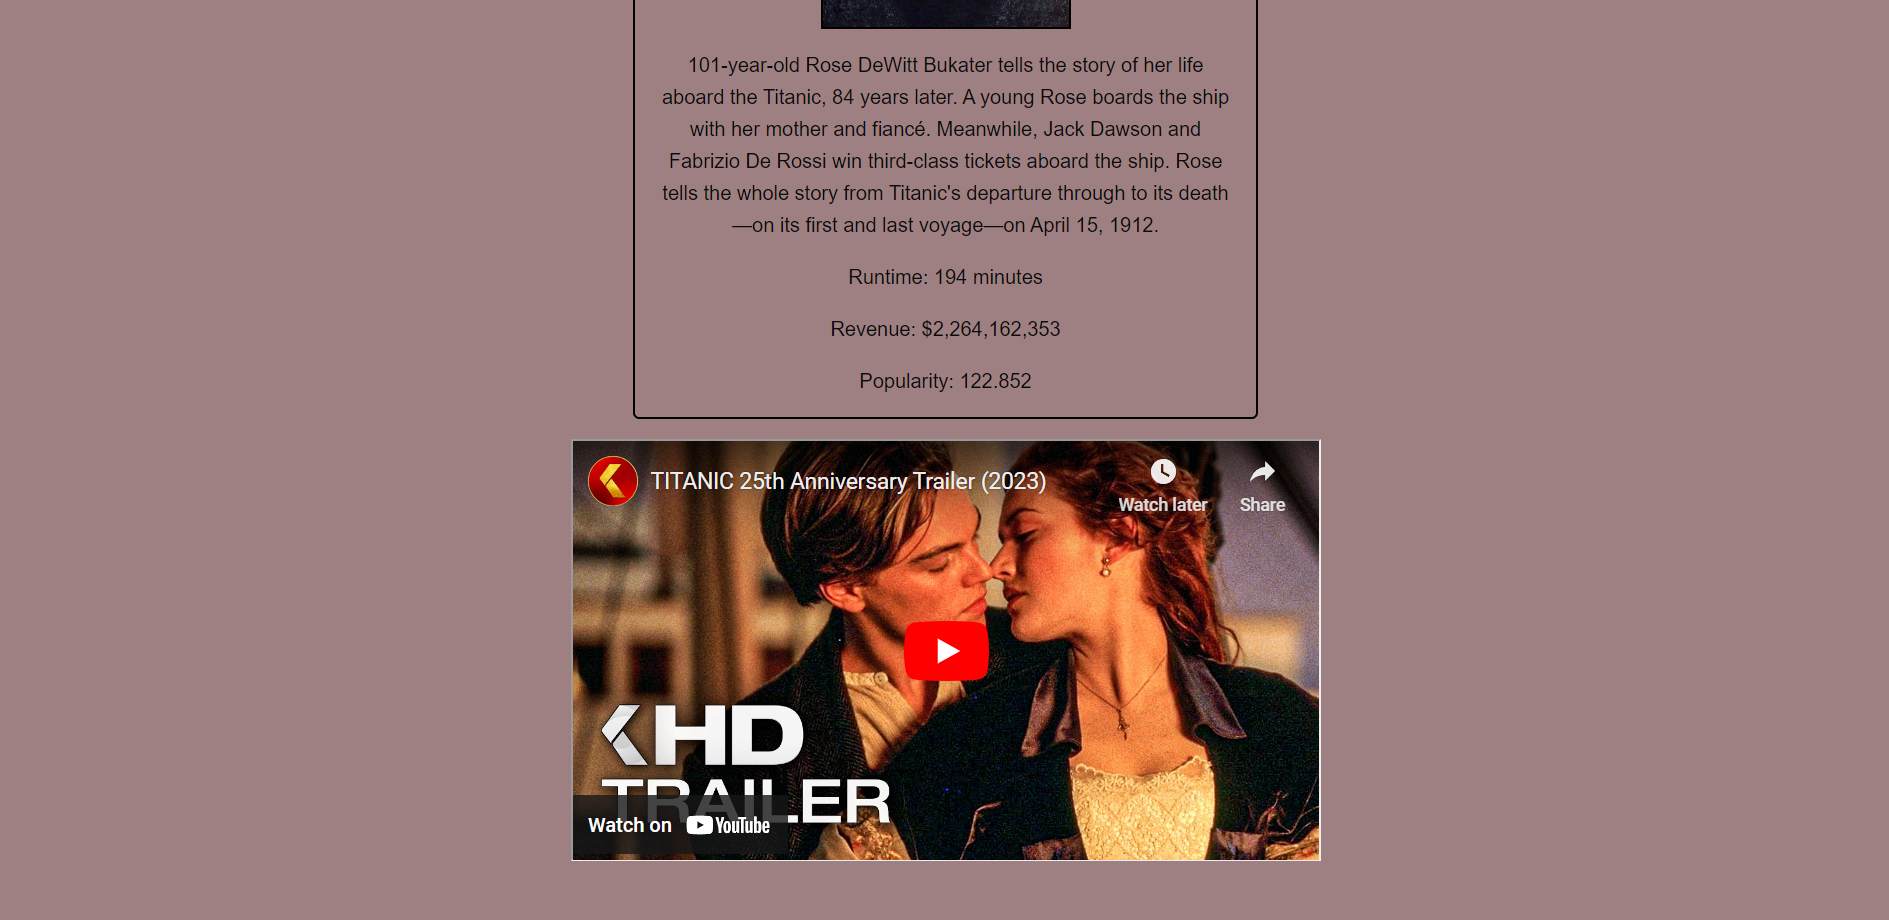 101-year-old Rose DeWitt Bukater tells the story of her life
aboard the Titanic, 84 years later. A young Rose boards the ship
with her mother and fiancé. Meanwhile, Jack Dawson and
Fabrizio De Rossi win third-class tickets aboard the ship. Rose
tells the whole story from Titanic's departure through to its death
—on its first and last voyage—on April 15, 1912.
Runtime: 194 minutes
Revenue: $2,264,162,353
Popularity: 122.852
TITANIC 25th Anniversary Trailer (2023)
Watch later
Share
HD
TRAILER
Watch on YouTube